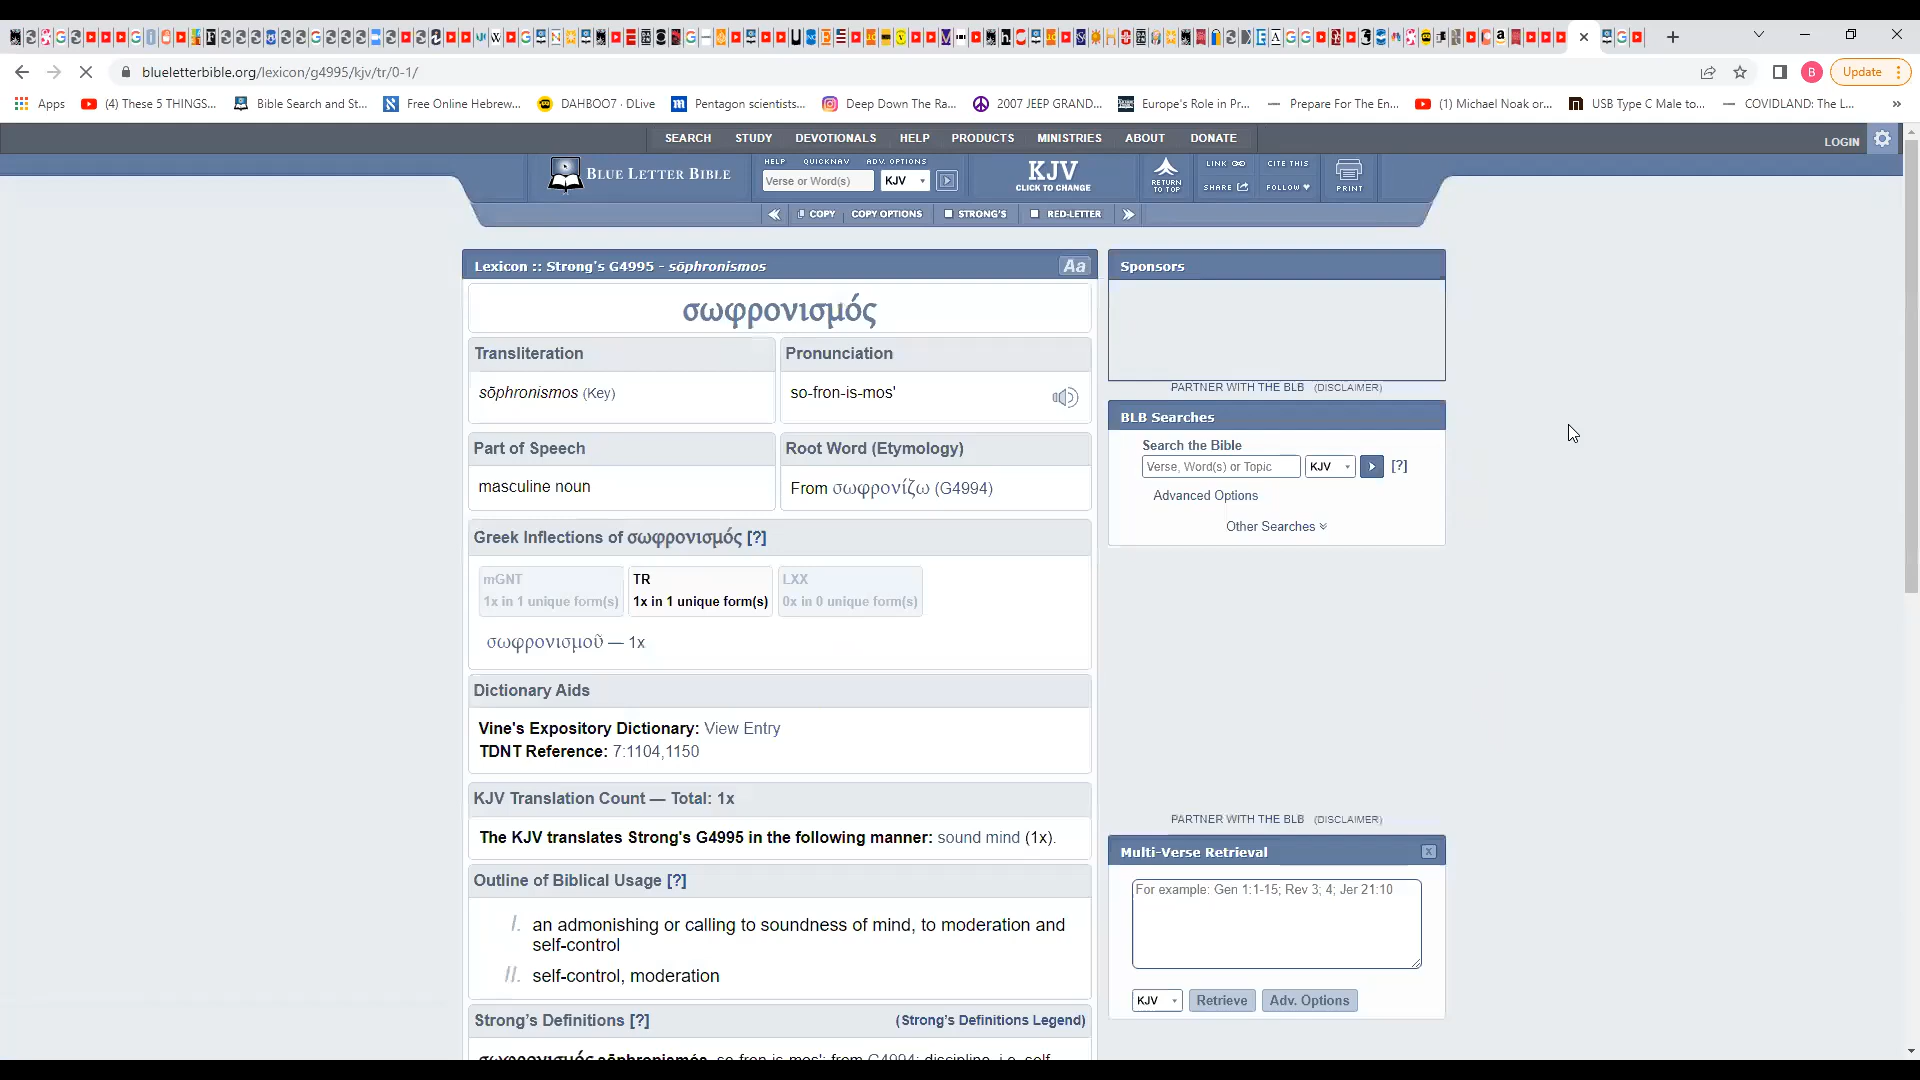 blueletterbible.org/lexicon/g4995/kjv/tr/0-1/
B
Update
Apps
(4) These 5 THINGS...
Bible Search and St...
Free Online Hebrew...
DAHBOO7 · DLive
Pentagon scientists...
Deep Down The Ra...
2007 JEEP GRAND...
Europe's Role in Pr...
Prepare For The En...
(1) Michael Noak or...
USB Type C Male to...
COVIDLAND: The L...
»
SEARCH STUDY DEVOTIONALS HELP PRODUCTS MINISTRIES ABOUT DONATE
LOGIN
BLUE LETTER BIBLE
HELP QUICKNAV ADV. OPTIONS
Verse or Word(s) KJV
KJV
CLICK TO CHANGE
RETURN
TO TOP
LINK CITE THIS
SHARE FOLLOW
PRINT
COPY COPY OPTIONS STRONG'S RED-LETTER
Lexicon :: Strong's G4995 - sōphronismos Aa
σωφρονισμός
Transliteration
sōphronismos (Key)
Pronunciation
so-fron-is-mos'
Part of Speech
masculine noun
Root Word (Etymology)
From σωφρονίζω (G4994)
Greek Inflections of σωφρονισμός [?]
mGNT
1x in 1 unique form(s)
TR
1x in 1 unique form(s)
LXX
0x in 0 unique form(s)
σωφρονισμοῦ — 1x
Dictionary Aids
Vine's Expository Dictionary: View Entry
TDNT Reference: 7:1104,1150
KJV Translation Count — Total: 1x
The KJV translates Strong's G4995 in the following manner: sound mind (1x).
Outline of Biblical Usage [?]
I. an admonishing or calling to soundness of mind, to moderation and
self-control
II. self-control, moderation
Strong's Definitions [?] (Strong's Definitions Legend)
σωφρονισμός sōphronismós, so-fron-is-mos'; from G4994; discipline, i.e. self
Sponsors
PARTNER WITH THE BLB (DISCLAIMER)
BLB Searches
Search the Bible
Verse, Word(s) or Topic KJV [?]
Advanced Options
Other Searches
PARTNER WITH THE BLB (DISCLAIMER)
Multi-Verse Retrieval X
For example: Gen 1:1-15; Rev 3; 4; Jer 21:10
KJV Retrieve Adv. Options